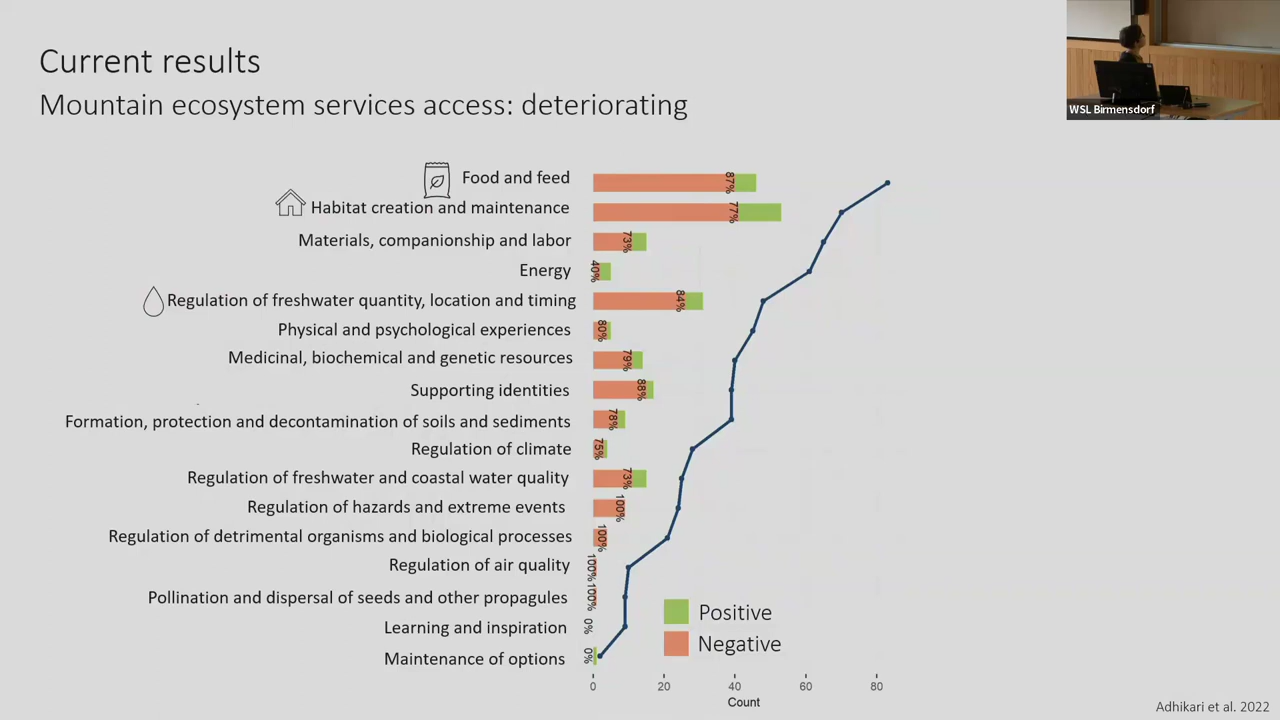 Current results
Mountain ecosystem services access: deteriorating
WSL Birmensdorf
Food and feed 87%
Habitat creation and maintenance 77%
Materials, companionship and labor 73%
Energy 40%
Regulation of freshwater quantity, location and timing 84%
Physical and psychological experiences 80%
Medicinal, biochemical and genetic resources 79%
Supporting identities 88%
Formation, protection and decontamination of soils and sediments 78%
Regulation of climate 75%
Regulation of freshwater and coastal water quality 73%
Regulation of hazards and extreme events 100%
Regulation of detrimental organisms and biological processes 100%
Regulation of air quality 100%
Pollination and dispersal of seeds and other propagules 100%
Learning and inspiration 0%
Maintenance of options 0%
Positive
Negative
0 20 40 60 80
Count
Adhikari et al. 2022